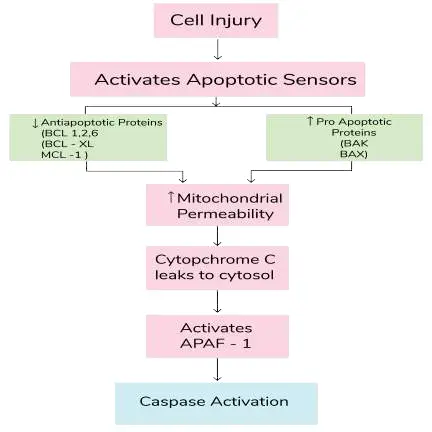 Cell Injury
Activates Apoptotic Sensors
↓ Antiapoptotic Proteins
(BCL 1,2,6
(BCL - XL
MCL -1 )
↑ Pro Apoptotic
Proteins
(BAK
BAX)
↑Mitochondrial
Permeability
Cytopchrome C
leaks to cytosol
Activates
APAF - 1
Caspase Activation